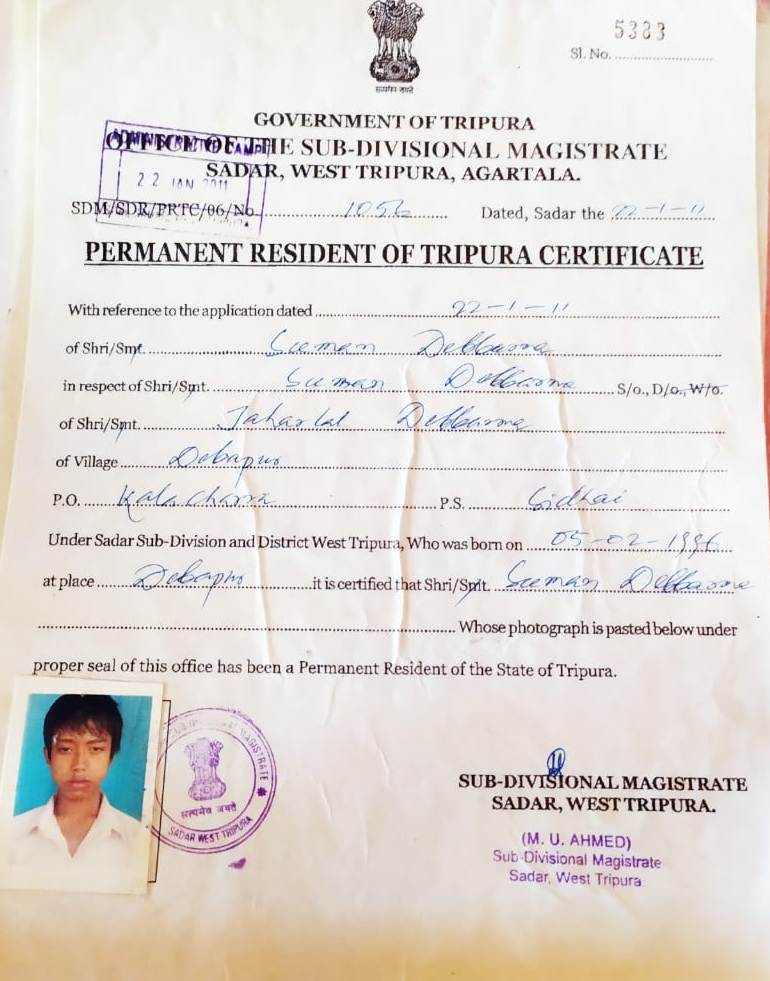 5383
Sl. No. ....................
सत्यमेव जयते
GOVERNMENT OF TRIPURA
OFFICE OF THE SUB-DIVISIONAL MAGISTRATE
SADAR, WEST TRIPURA, AGARTALA.
22 JAN 2011
SDM/SDR/PRTC/06/No. 1056 Dated, Sadar the 22-1-11
PERMANENT RESIDENT OF TRIPURA CERTIFICATE
With reference to the application dated 22-1-11
of Shri/Smt. Suman Debbarma
in respect of Shri/Smt. Suman Debbarma S/o., D/o., W/o.
of Shri/Smt. Jaharlal Debbarma
of Village Debapur
P.O. Kalachara P.S. Sidhai
Under Sadar Sub-Division and District West Tripura, Who was born on 05-02-1996
at place Debapur it is certified that Shri/Smt. Suman Debbarma
Whose photograph is pasted below under
proper seal of this office has been a Permanent Resident of the State of Tripura.
SUB-DIVISIONAL MAGISTRATE
सत्यमेव जयते
SADAR WEST TRIPURA
SUB-DIVISIONAL MAGISTRATE
SADAR, WEST TRIPURA.
(M. U. AHMED)
Sub-Divisional Magistrate
Sadar, West Tripura